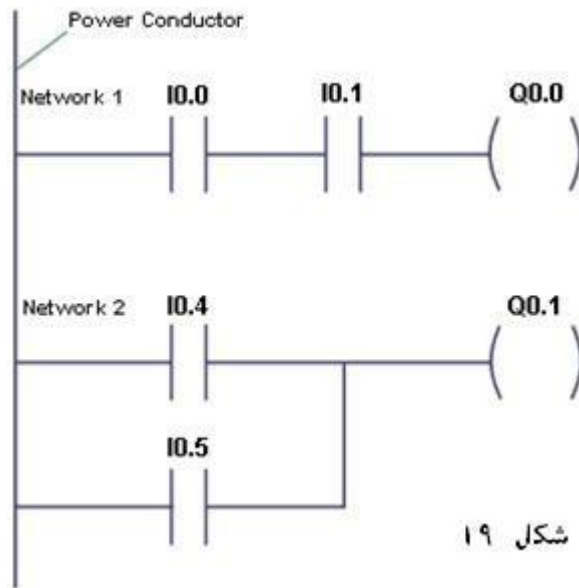 Power Conductor
Network 1 I0.0 I0.1 Q0.0
Network 2 I0.4 Q0.1
I0.5
شکل ۱۹